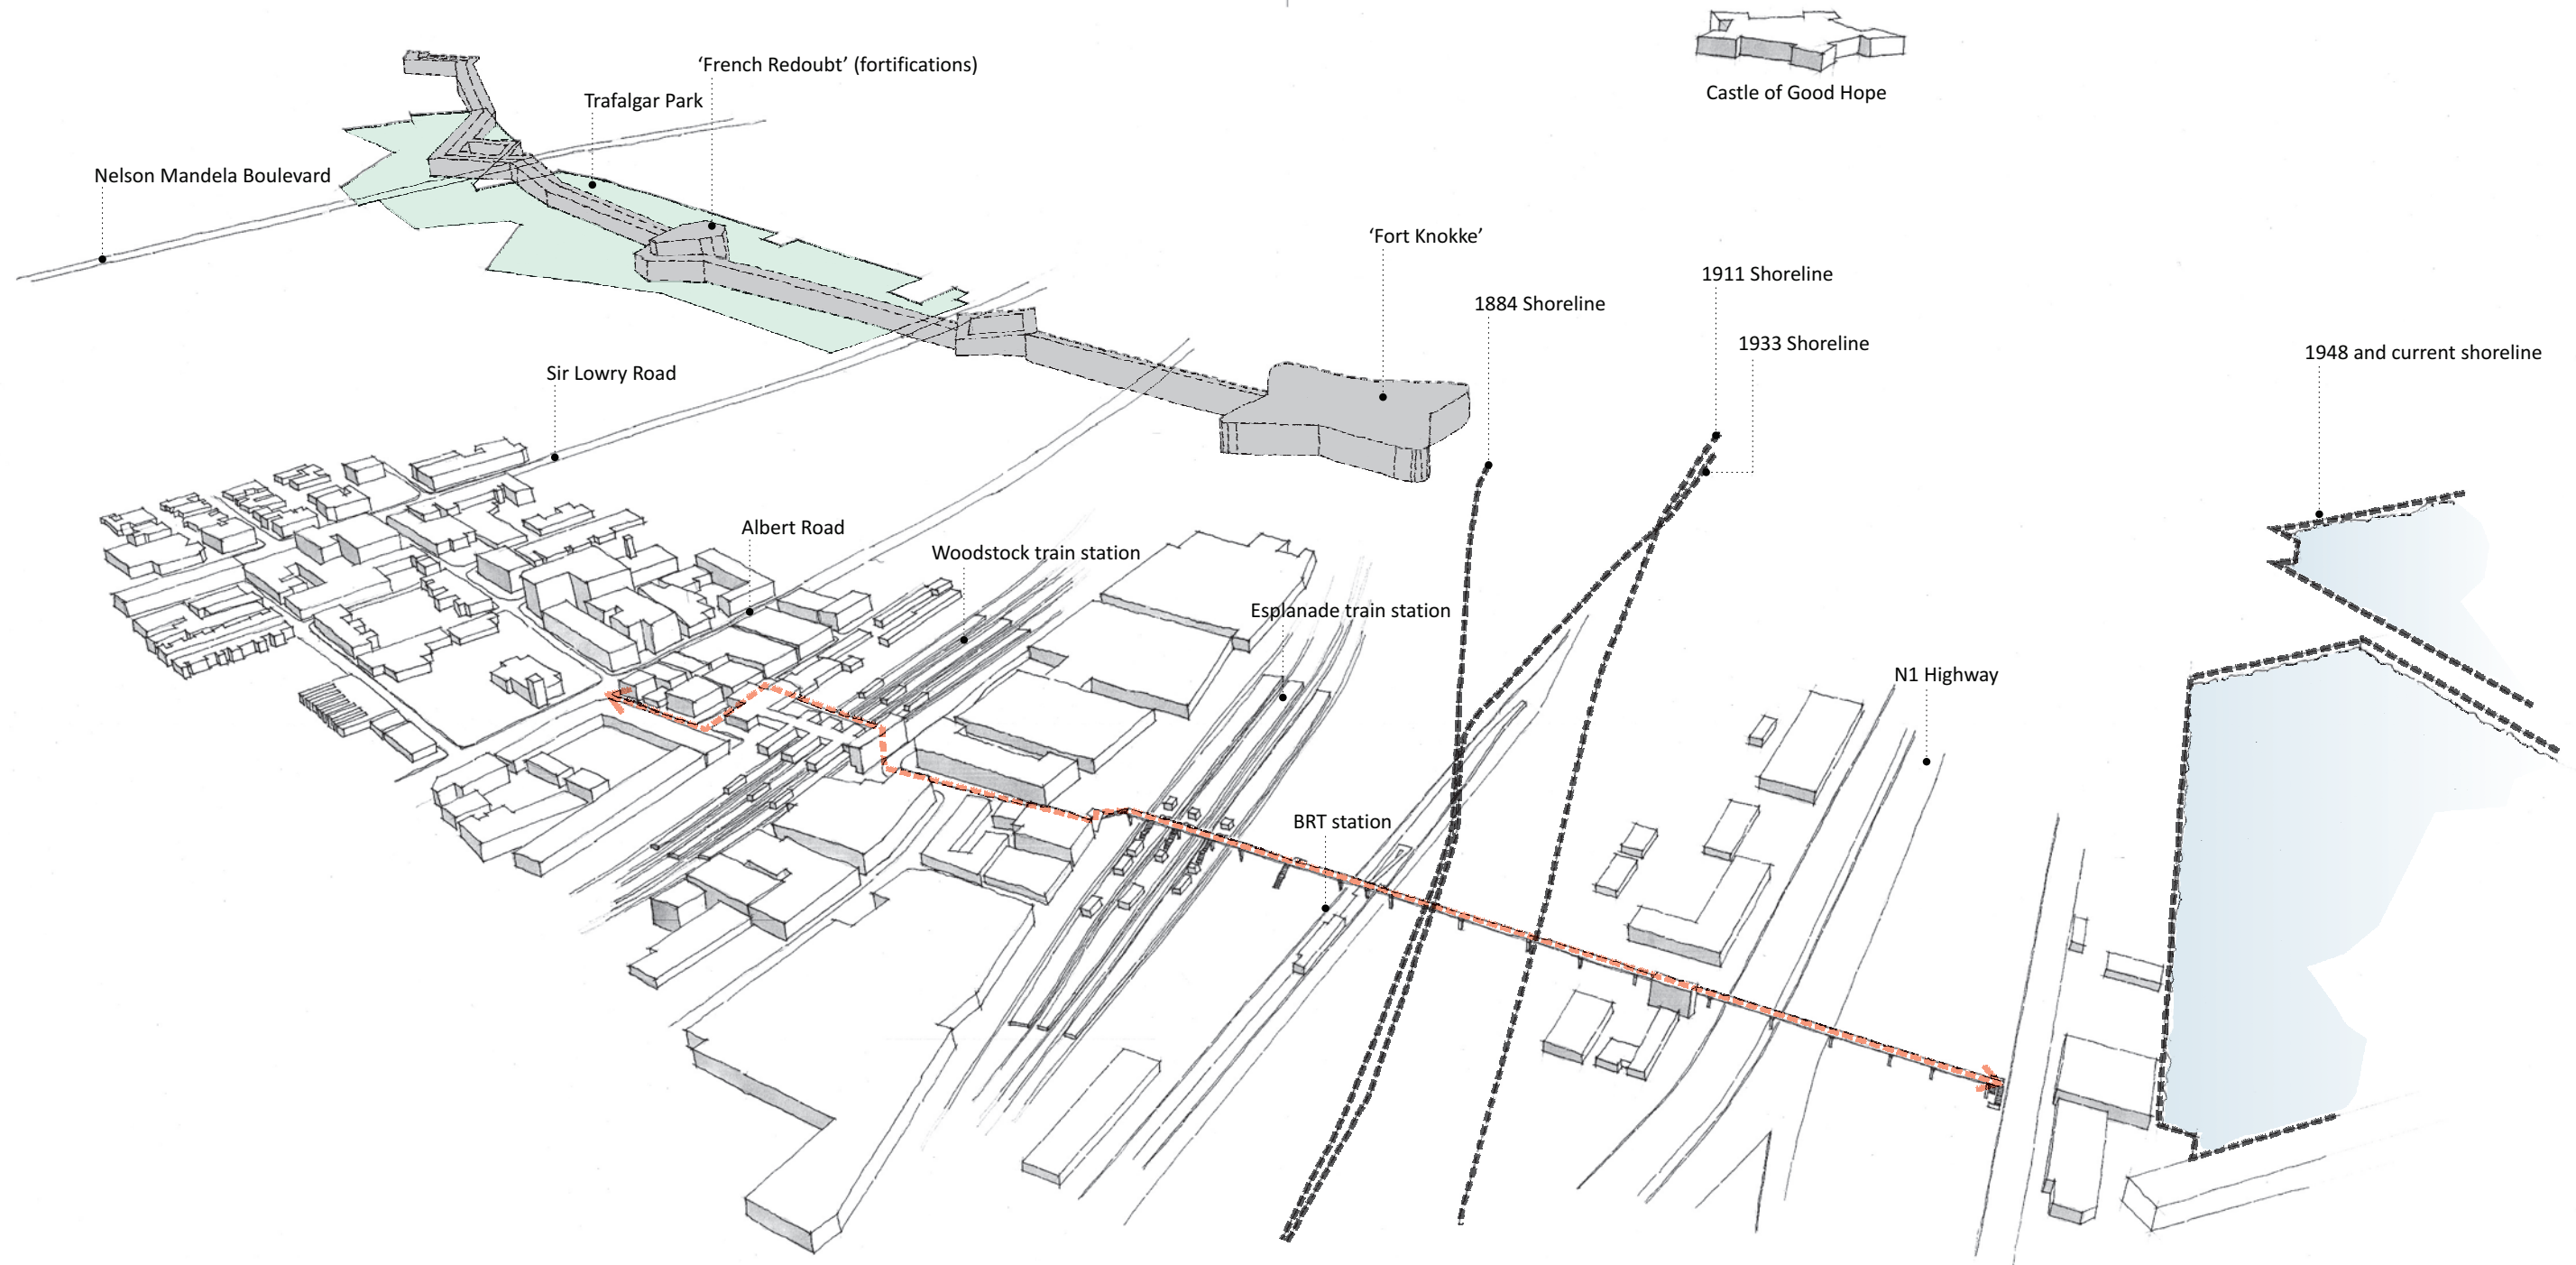 ‘French Redoubt’ (fortifications)
Castle of Good Hope
Trafalgar Park
Nelson Mandela Boulevard
‘Fort Knokke’
1911 Shoreline
1884 Shoreline
1933 Shoreline
1948 and current shoreline
Sir Lowry Road
Albert Road
Woodstock train station
Esplanade train station
N1 Highway
BRT station